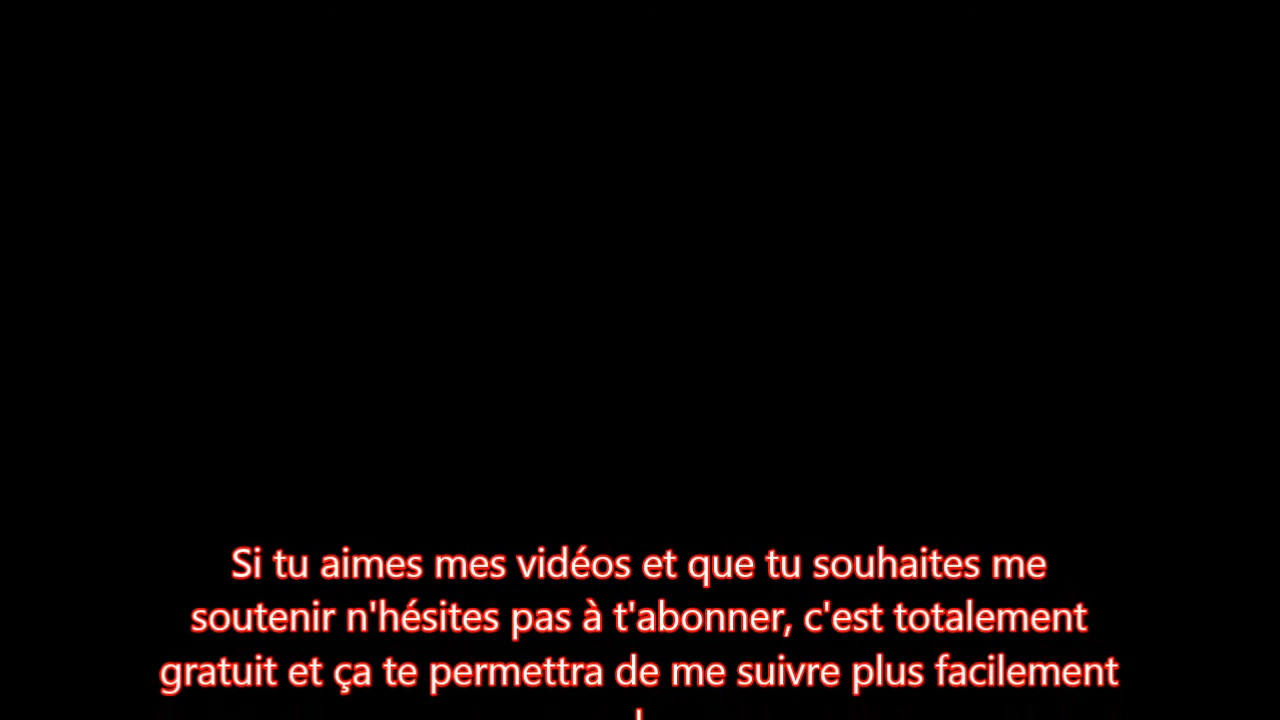 Si tu aimes mes vidéos et que tu souhaites me
soutenir n'hésites pas à t'abonner, c'est totalement
gratuit et ça te permettra de me suivre plus facilement